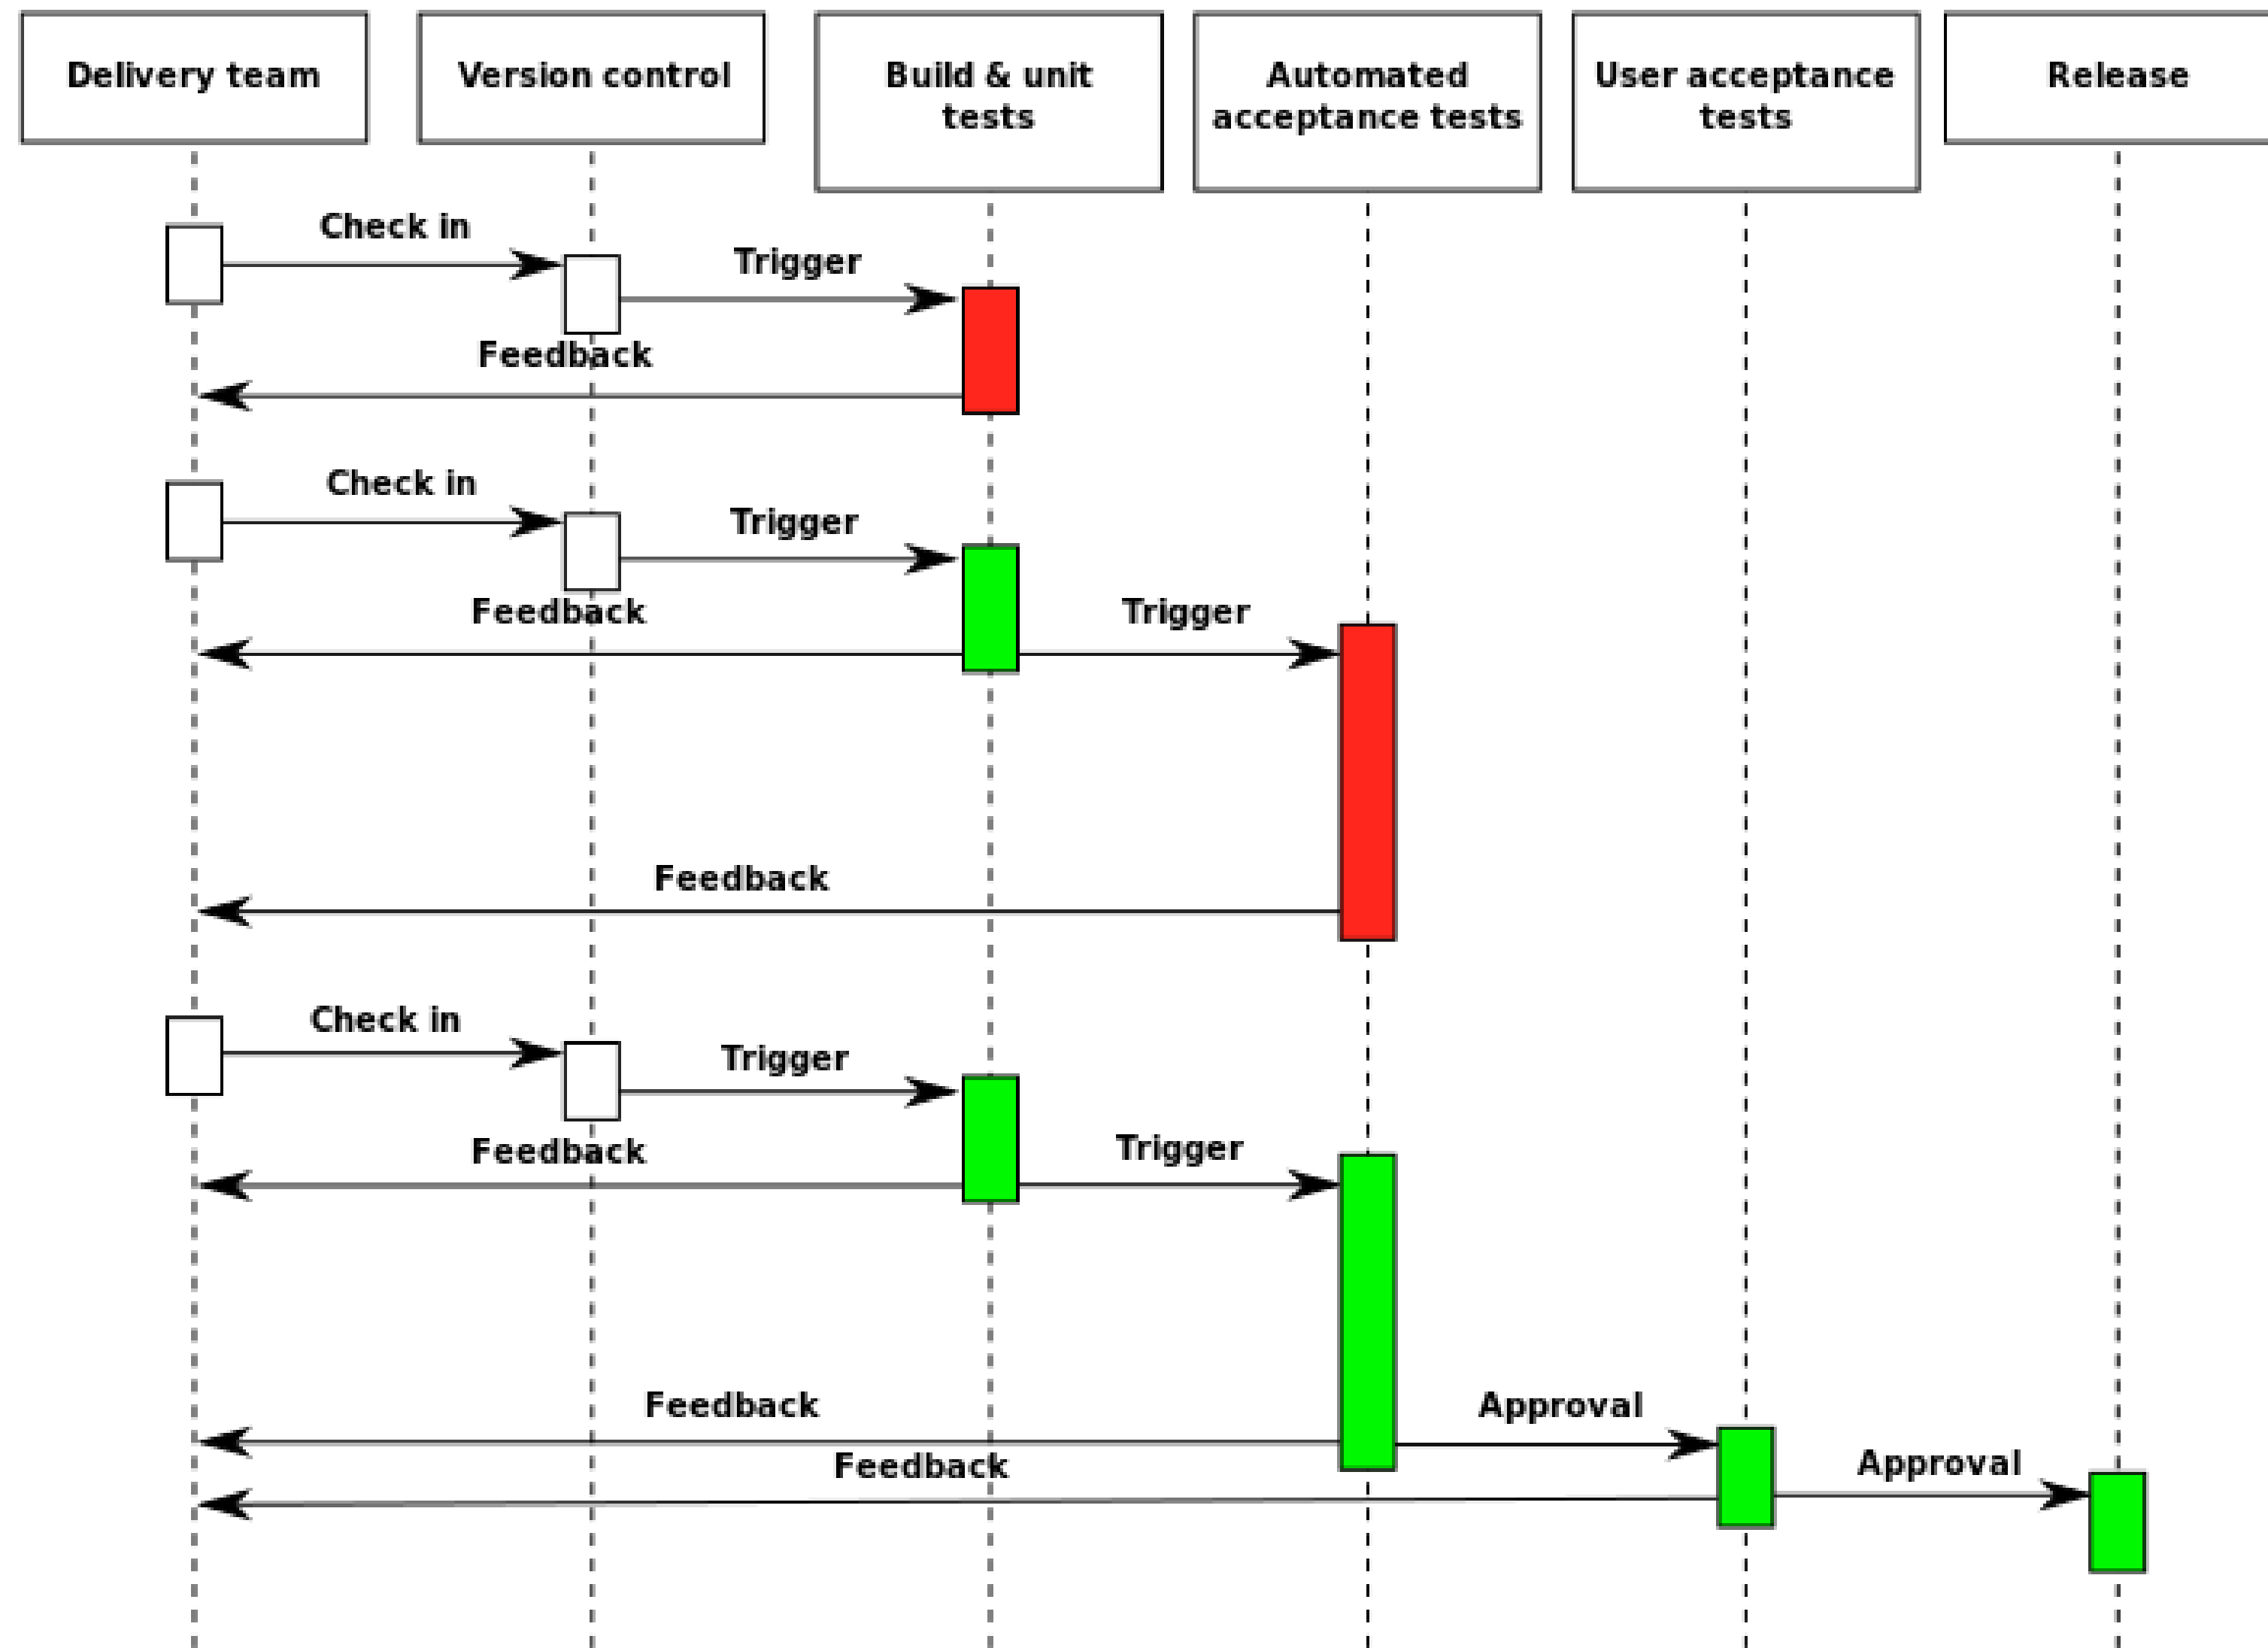 Delivery team
Version control
Build & unit
tests
Automated
acceptance tests
User acceptance
tests
Release
Check in
Trigger
Feedback
Check in
Trigger
Feedback
Trigger
Feedback
Check in
Trigger
Feedback
Trigger
Feedback
Approval
Feedback
Approval